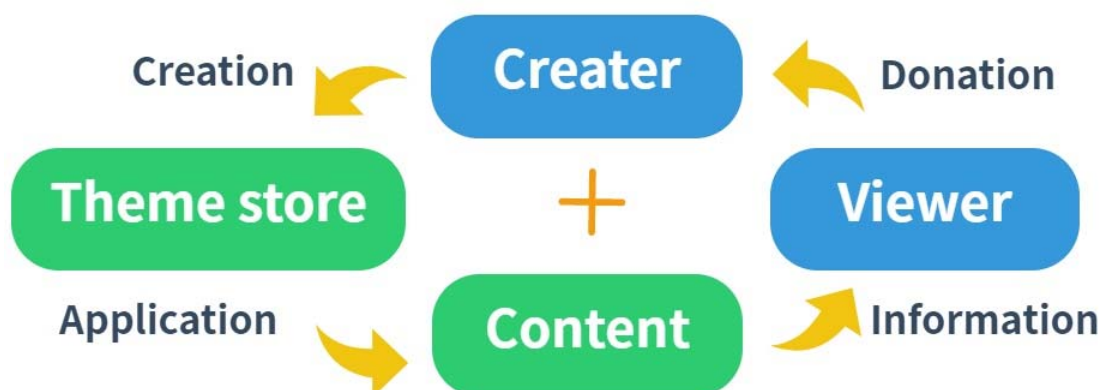 Creater
Creation
Donation
Theme store
Viewer
Application
Content
Information